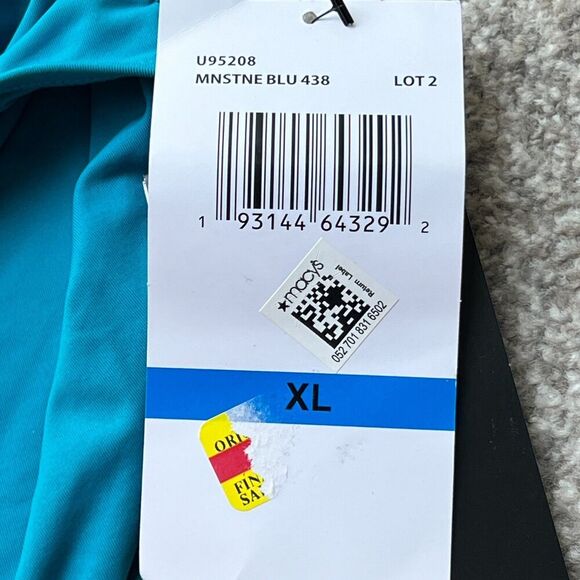 U95208
MNSTNE BLU 438 LOT 2
1 93144 64329 2
★macy's
Return Label
052 701 831 6502
XL
ORI
FIN
SA